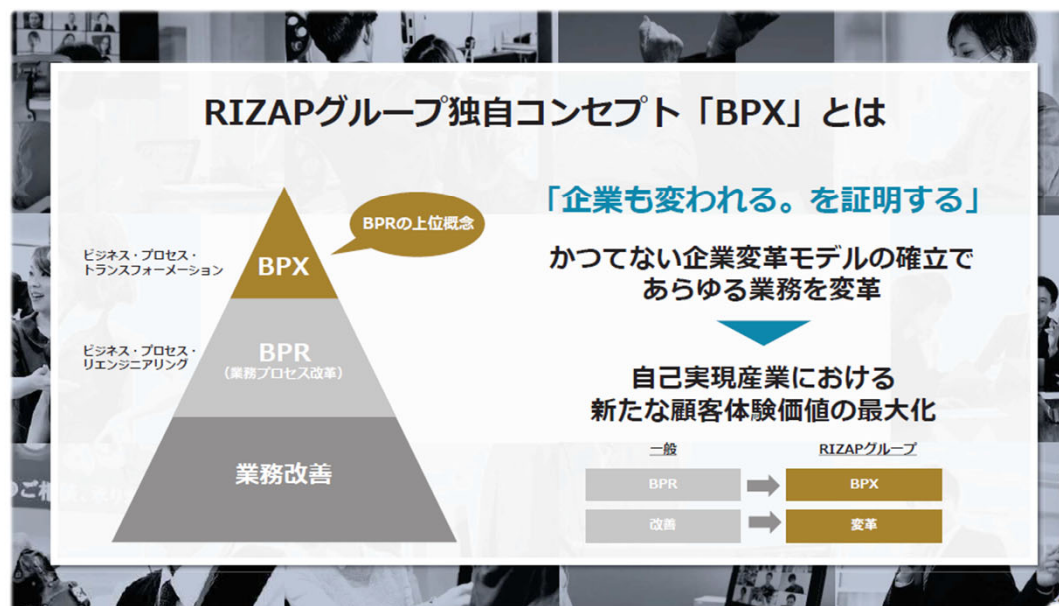 RIZAPグループ独自コンセプト「BPX」とは
BPRの上位概念
ビジネス・プロセス・
トランスフォーメーション
BPX
ビジネス・プロセス・
リエンジニアリング
BPR
(業務プロセス改革)
業務改善
「企業も変われる。を証明する」
かつてない企業変革モデルの確立で
あらゆる業務を変革
自己実現産業における
新たな顧客体験価値の最大化
一般
RIZAPグループ
BPR
BPX
改善
変革